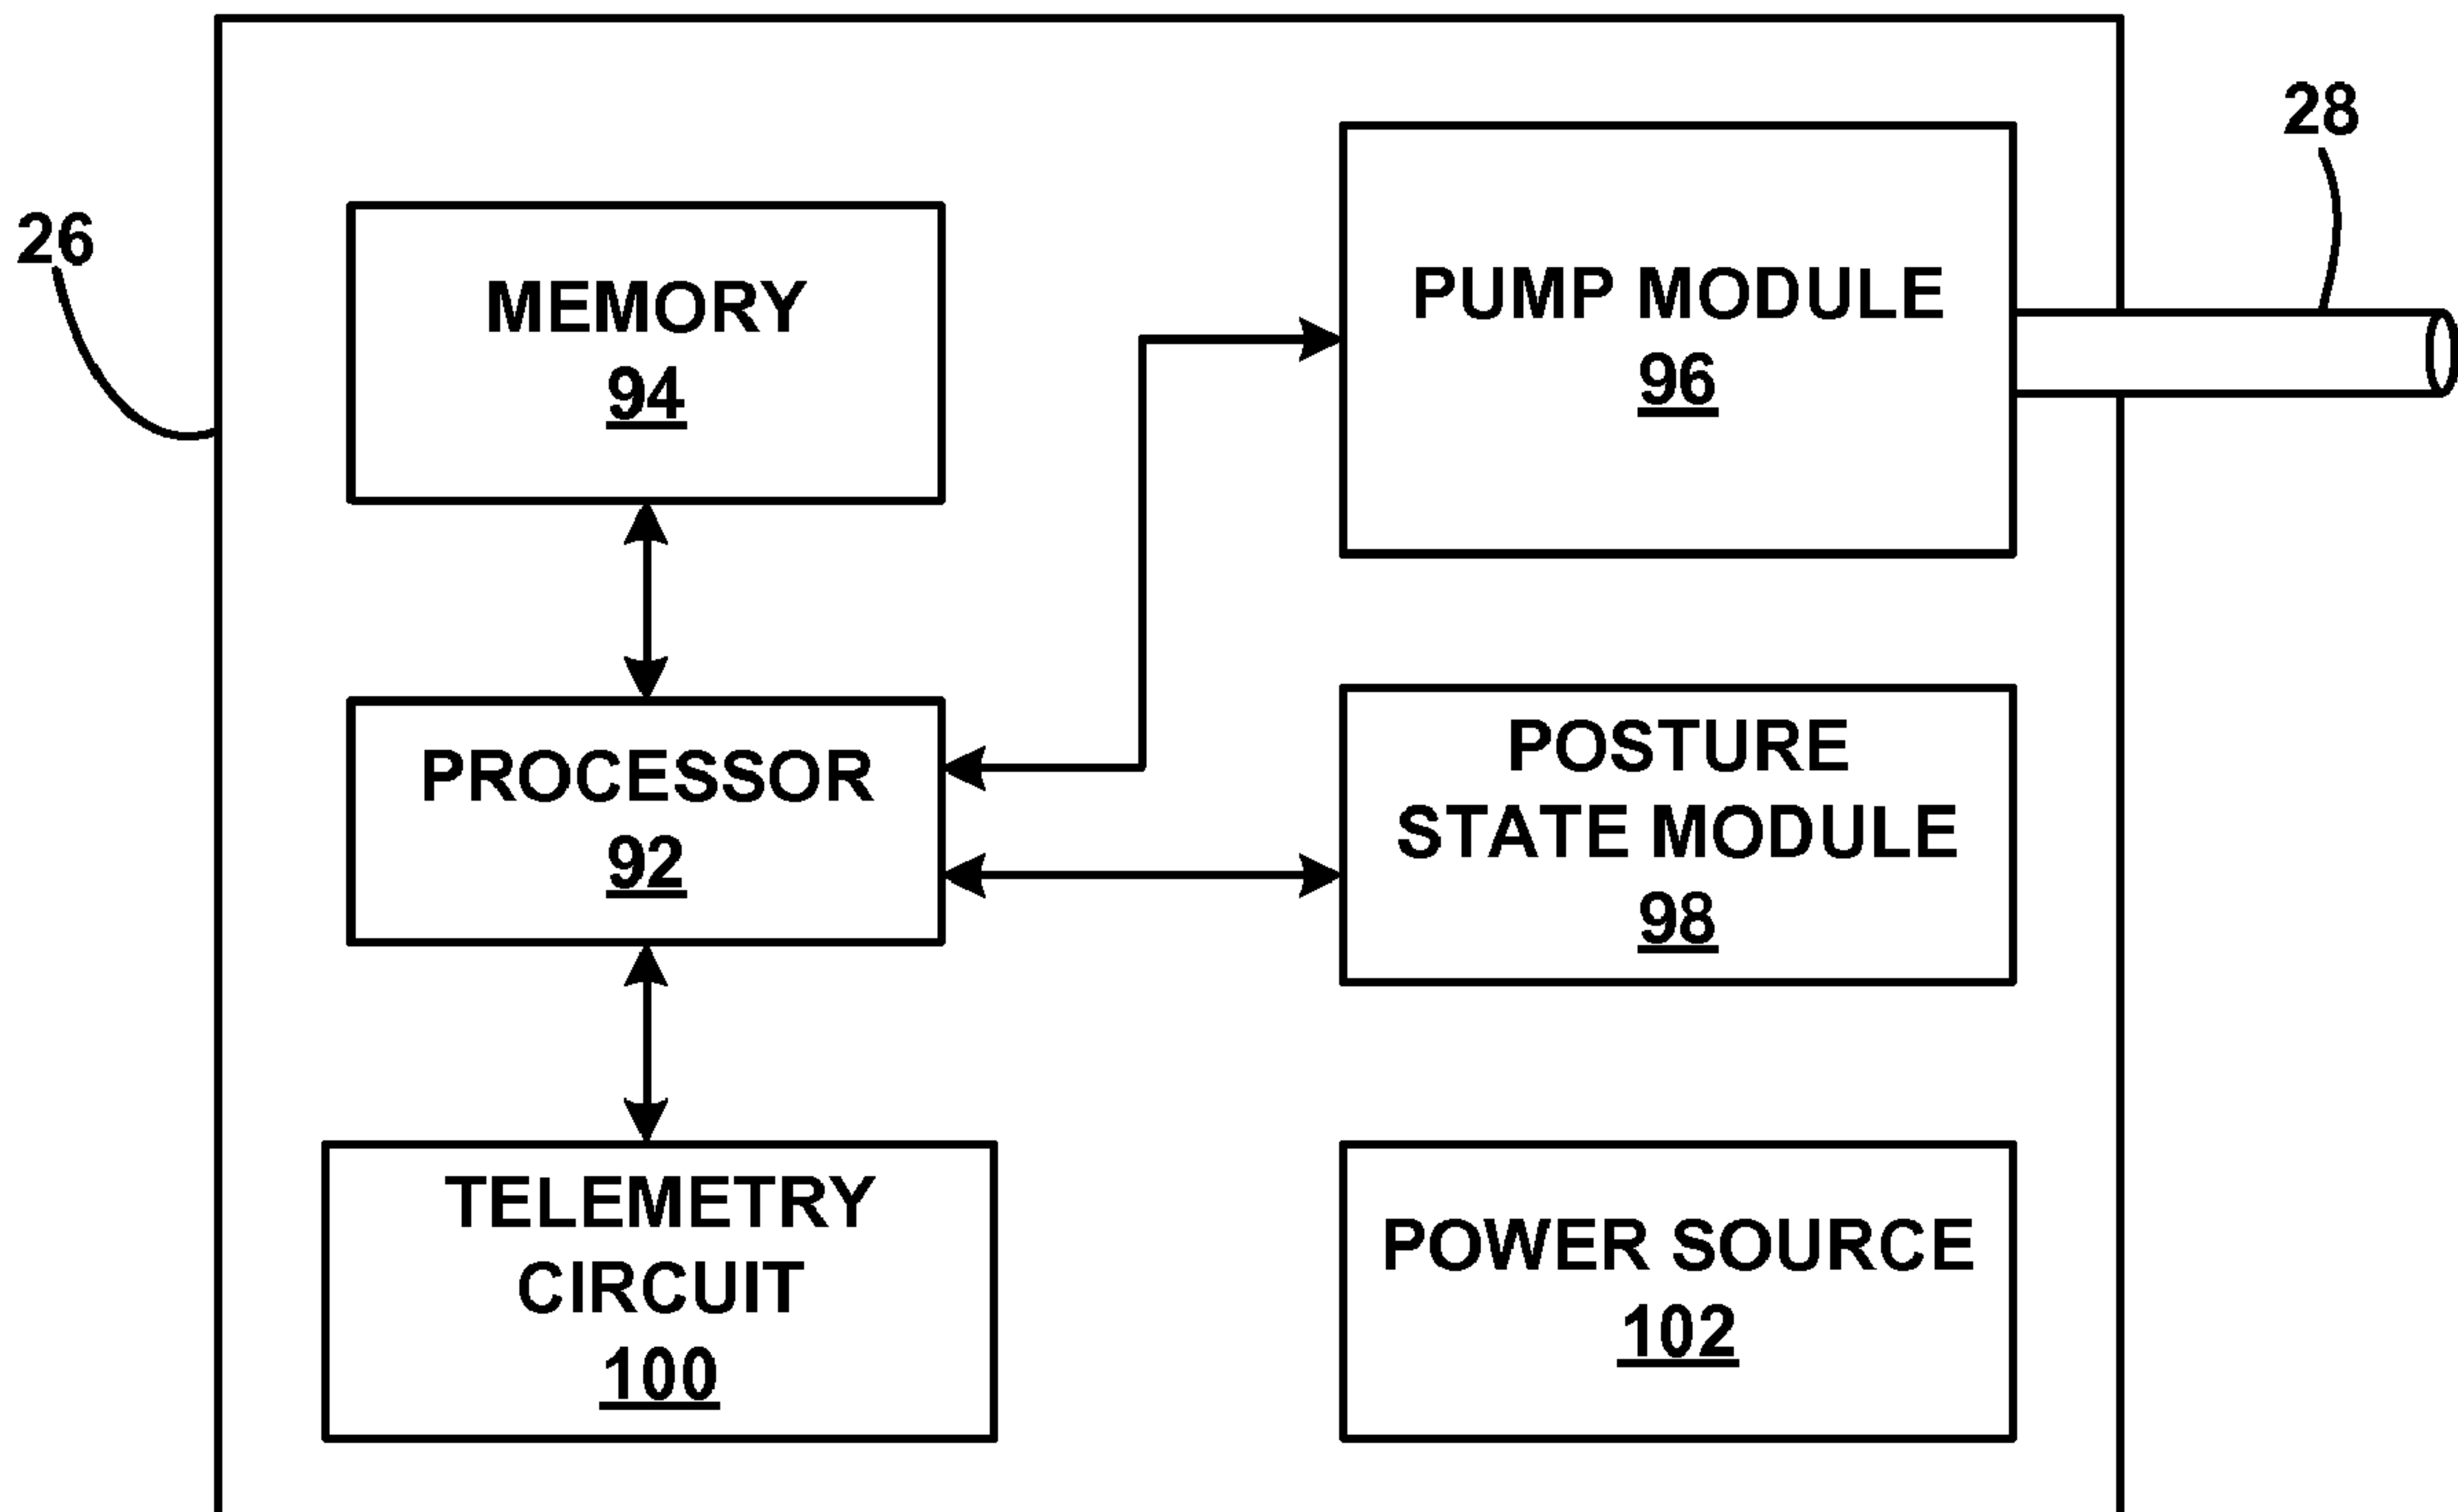 28
26
MEMORY
94
PUMP MODULE
96
PROCESSOR
92
POSTURE
STATE MODULE
98
TELEMETRY
CIRCUIT
100
POWER SOURCE
102